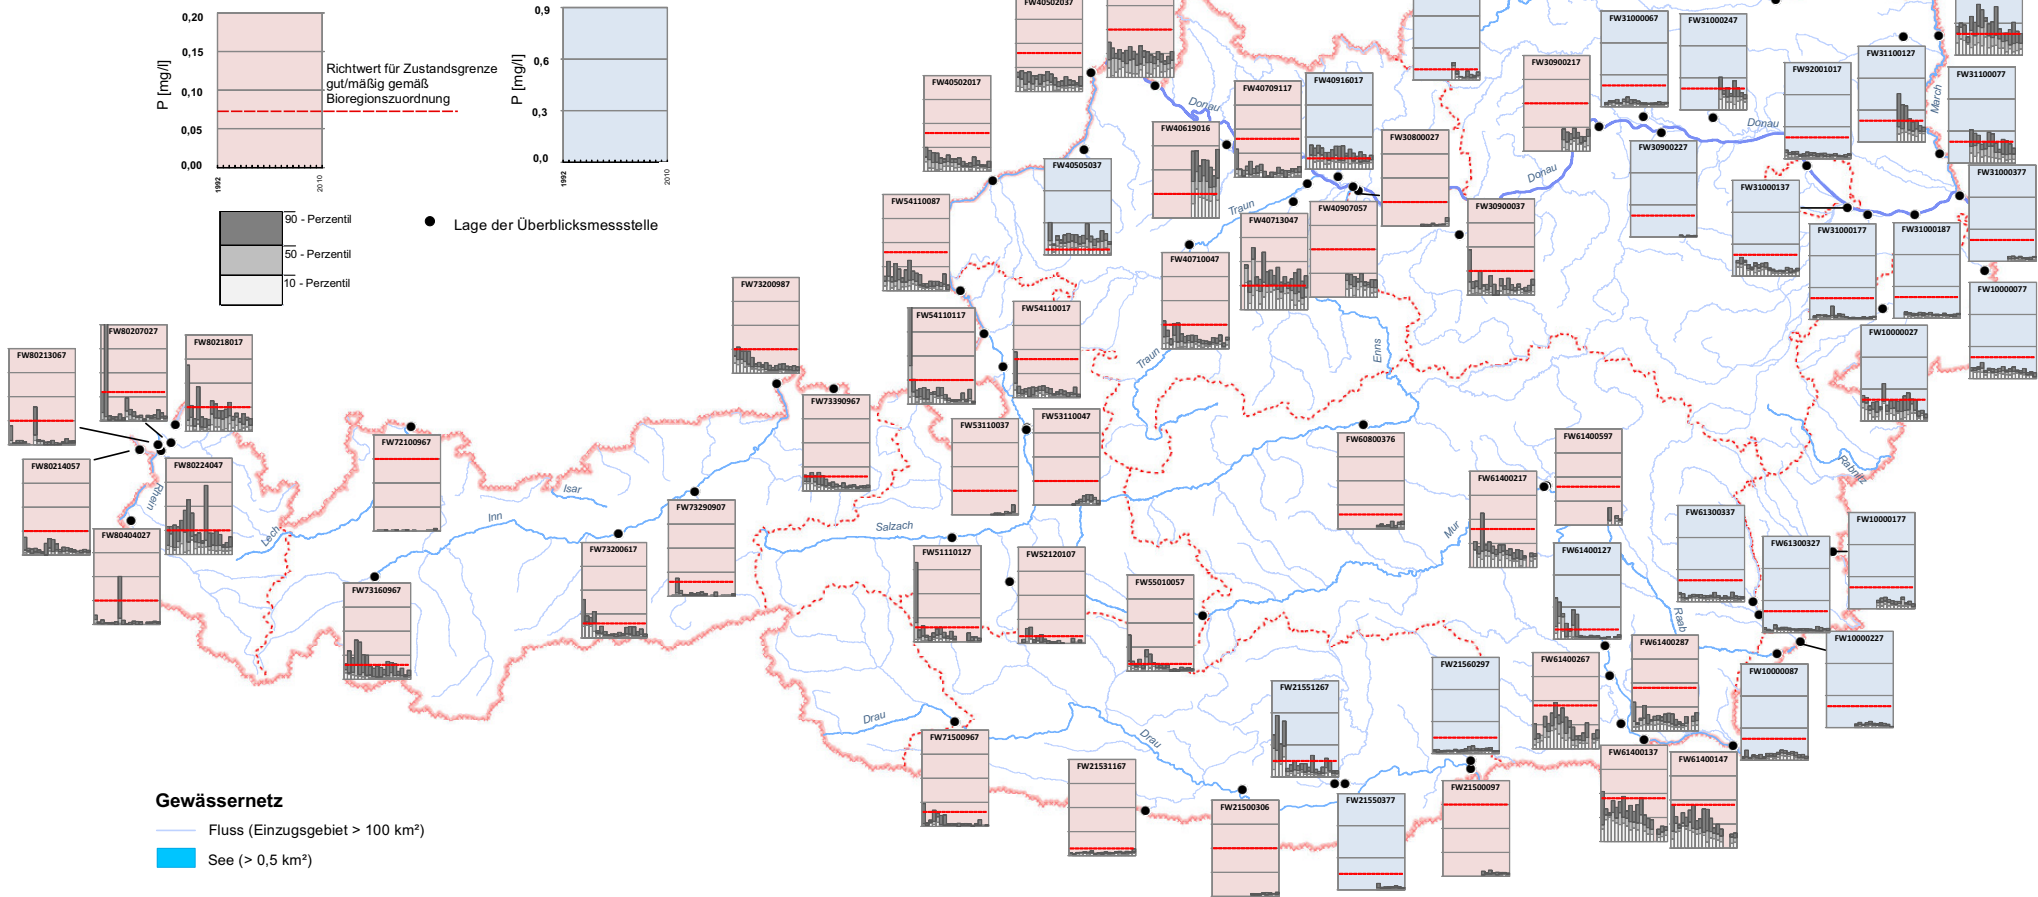 0,20
0,15
0,10
0,05
0,00
P [mg/l]
1992
2010
Richtwert für Zustandsgrenze
gut/mäßig gemäß
Bioregionszuordnung
0,9
0,6
0,3
0,0
P [mg/l]
1992
2010
90 - Perzentil
50 - Perzentil
10 - Perzentil
Lage der Überblicksmessstelle
FW40502037
FW40502017
FW40505037
FW54110087
FW40619016
FW40709117
FW40916017
FW30800027
FW40713047
FW40907057
FW40710047
FW30900217
FW30900037
FW31000067
FW31000247
FW30900227
FW92001017
FW31100127
FW31100077
FW31000137
FW31000377
FW31000177
FW31000187
FW10000077
FW10000027
FW73200987
FW54110117
FW54110017
FW73390967
FW53110037
FW53110047
FW80213067
FW80207027
FW80218017
FW80214057
FW80224047
FW80404027
FW72100967
FW73160967
FW73200617
FW73290907
FW51110127
FW52120107
FW55010057
FW60800376
FW61400217
FW61400597
FW61400127
FW61300337
FW61300327
FW10000177
FW10000227
FW10000087
FW61400267
FW61400287
FW61400137
FW61400147
FW21560297
FW21551267
FW21500097
FW21550377
FW21500306
FW21531167
FW71500967
Donau
Donau
Donau
March
Traun
Traun
Enns
Rabnitz
Raab
Mur
Salzach
Inn
Isar
Lech
Rhein
Drau
Drau
Gewässernetz
Fluss (Einzugsgebiet > 100 km²)
See (> 0,5 km²)